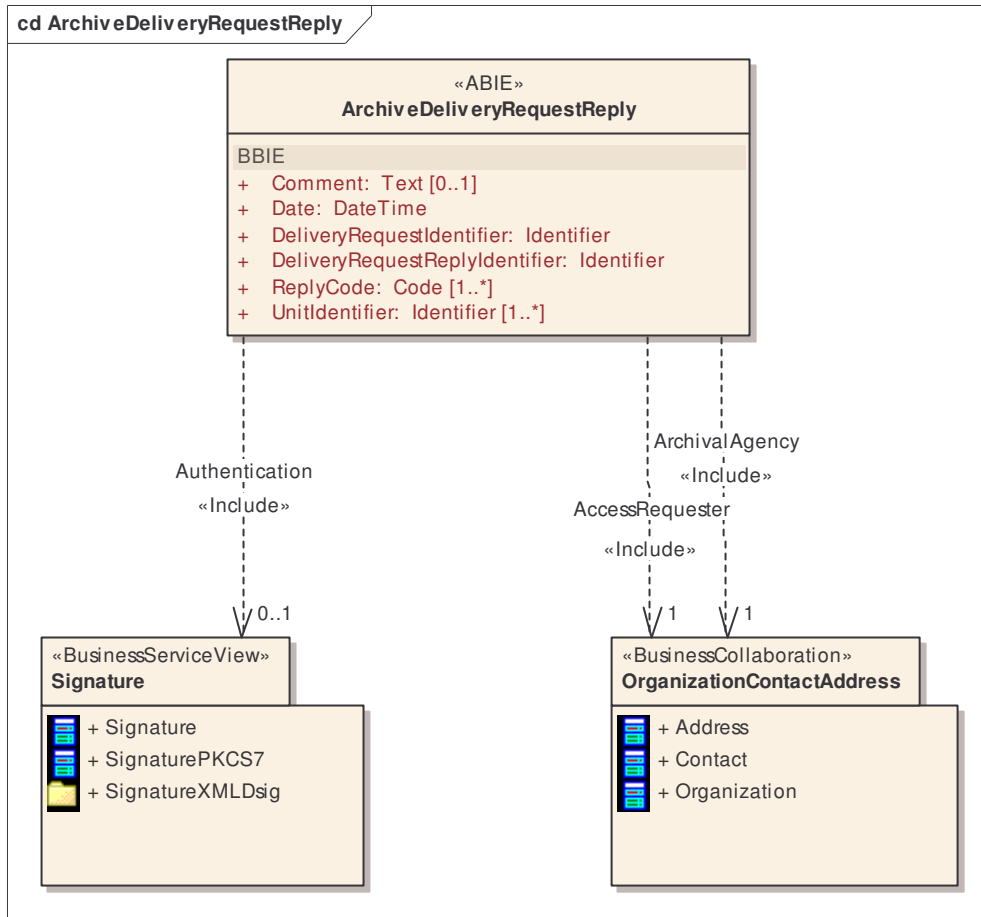 cd ArchiveDeliveryRequestReply
«ABIE»
ArchiveDeliveryRequestReply
BBIE
+ Comment: Text [0..1]
+ Date: DateTime
+ DeliveryRequestIdentifier: Identifier
+ DeliveryRequestReplyIdentifier: Identifier
+ ReplyCode: Code [1..*]
+ UnitIdentifier: Identifier [1..*]
Authentication
«Include»
0..1
AccessRequester
«Include»
1
ArchivalAgency
«Include»
1
«BusinessServiceView»
Signature
+ Signature
+ SignaturePKCS7
+ SignatureXMLDsig
«BusinessCollaboration»
OrganizationContactAddress
+ Address
+ Contact
+ Organization